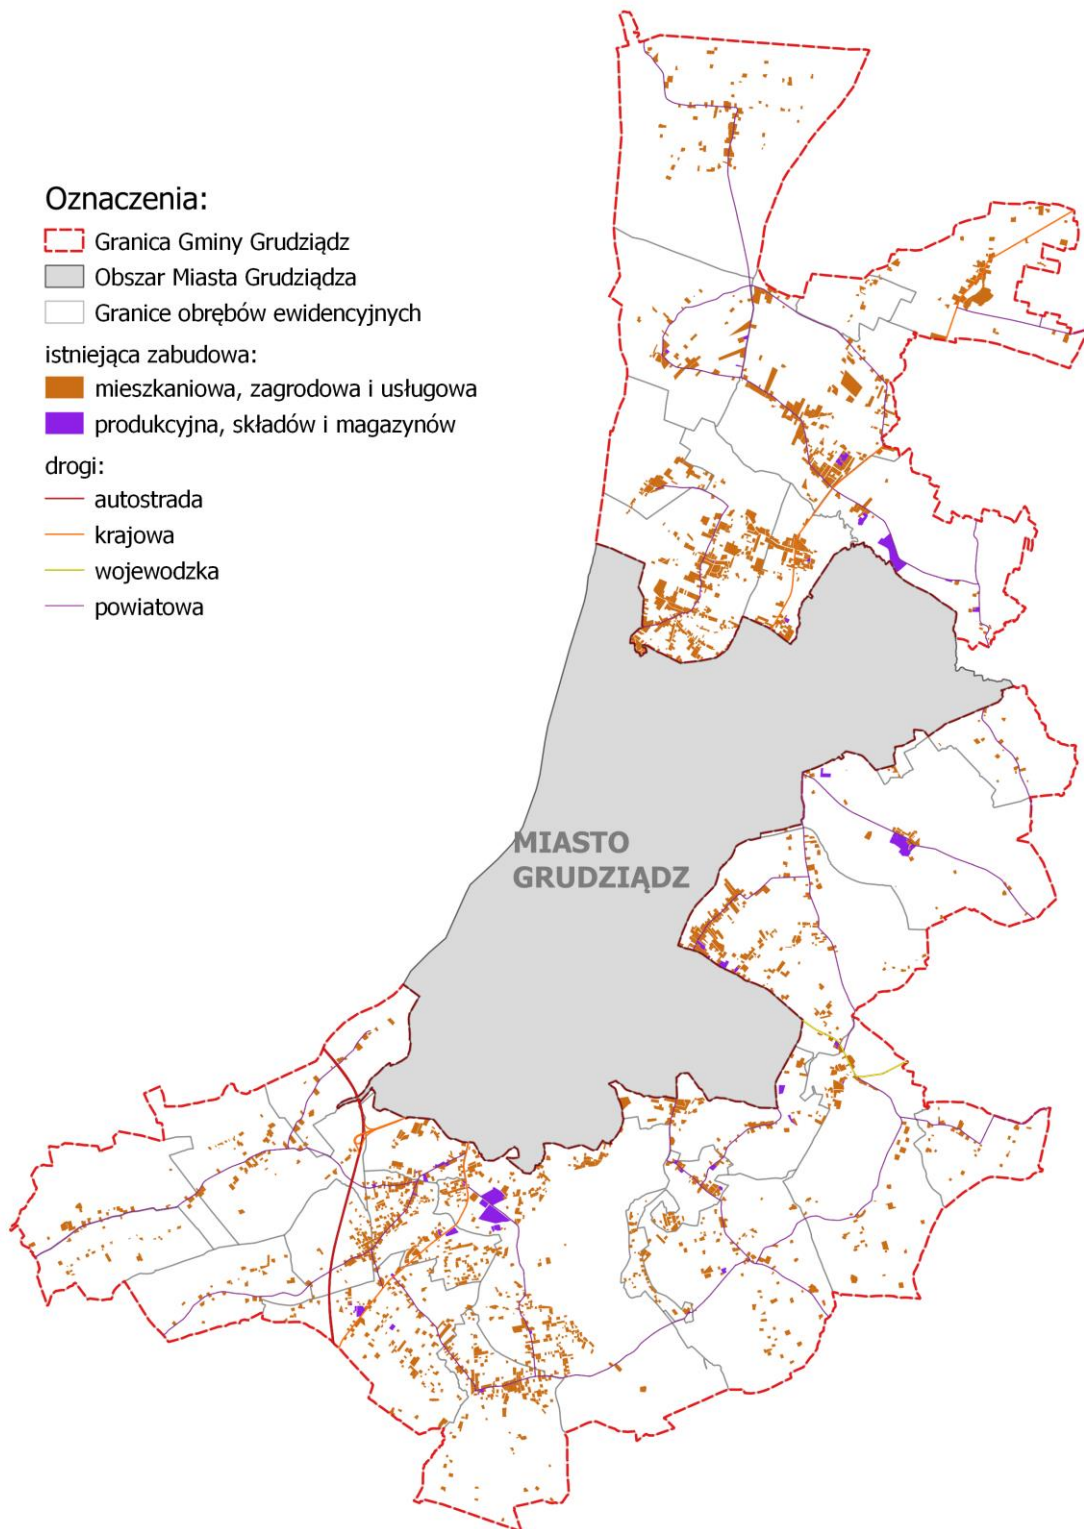 Oznaczenia:
Granica Gminy Grudziądz
Obszar Miasta Grudziądza
Granice obrębów ewidencyjnych
istniejąca zabudowa:
mieszkaniowa, zagrodowa i usługowa
produkcyjna, składów i magazynów
drogi:
autostrada
krajowa
wojewodzka
powiatowa
MIASTO
GRUDZIĄDZ